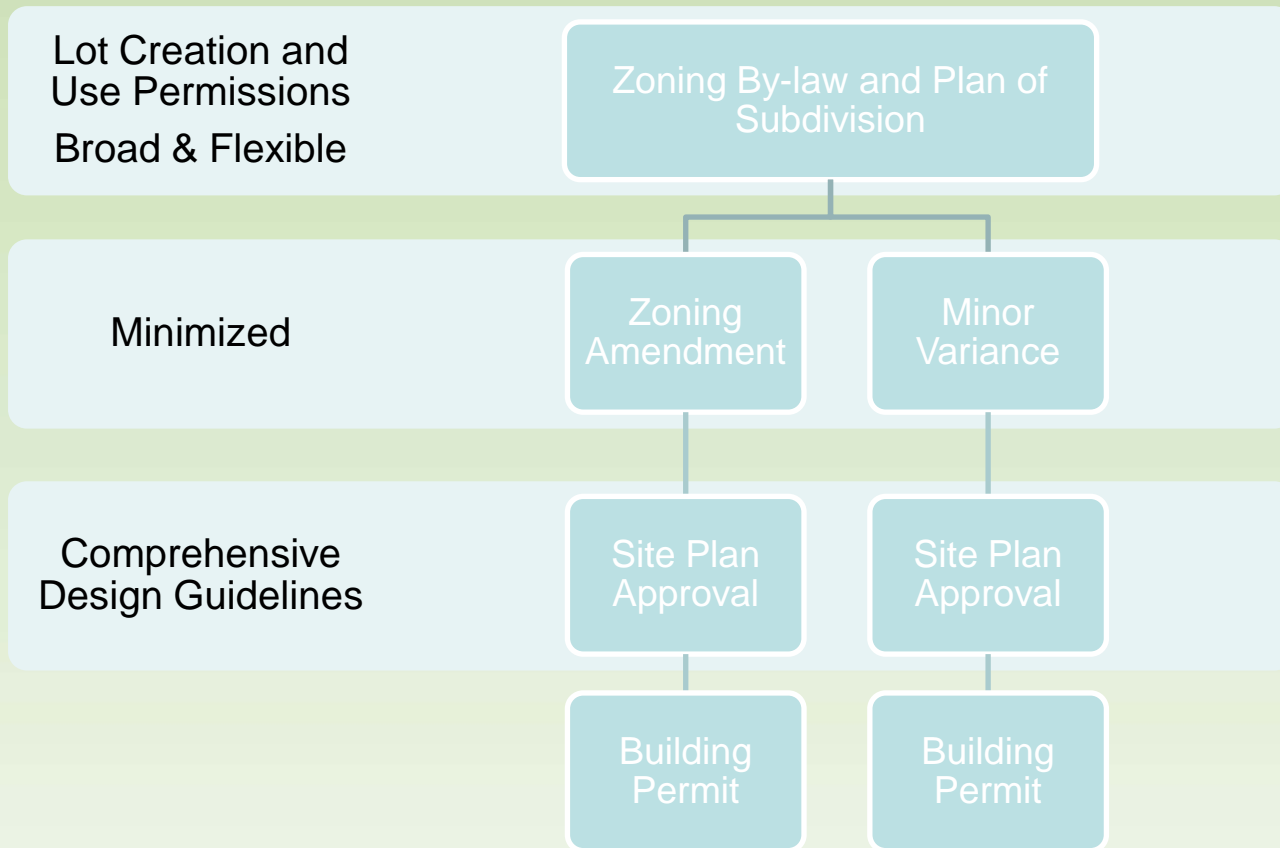 Lot Creation and
Use Permissions
Broad & Flexible
Zoning By-law and Plan of
Subdivision
Minimized
Zoning
Amendment
Minor
Variance
Comprehensive
Design Guidelines
Site Plan
Approval
Site Plan
Approval
Building
Permit
Building
Permit